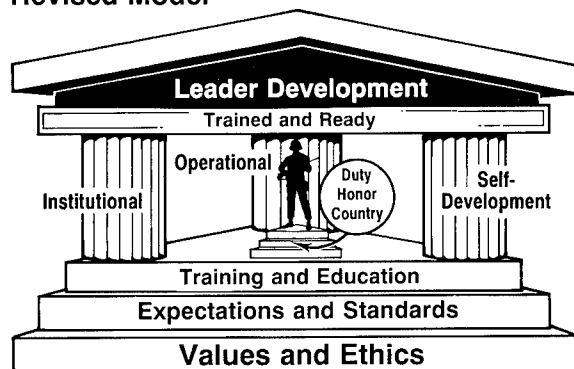 Revised Model
Leader Development
Trained and Ready
Operational
Institutional
Duty
Honor
Country
Self-
Development
Training and Education
Expectations and Standards
Values and Ethics